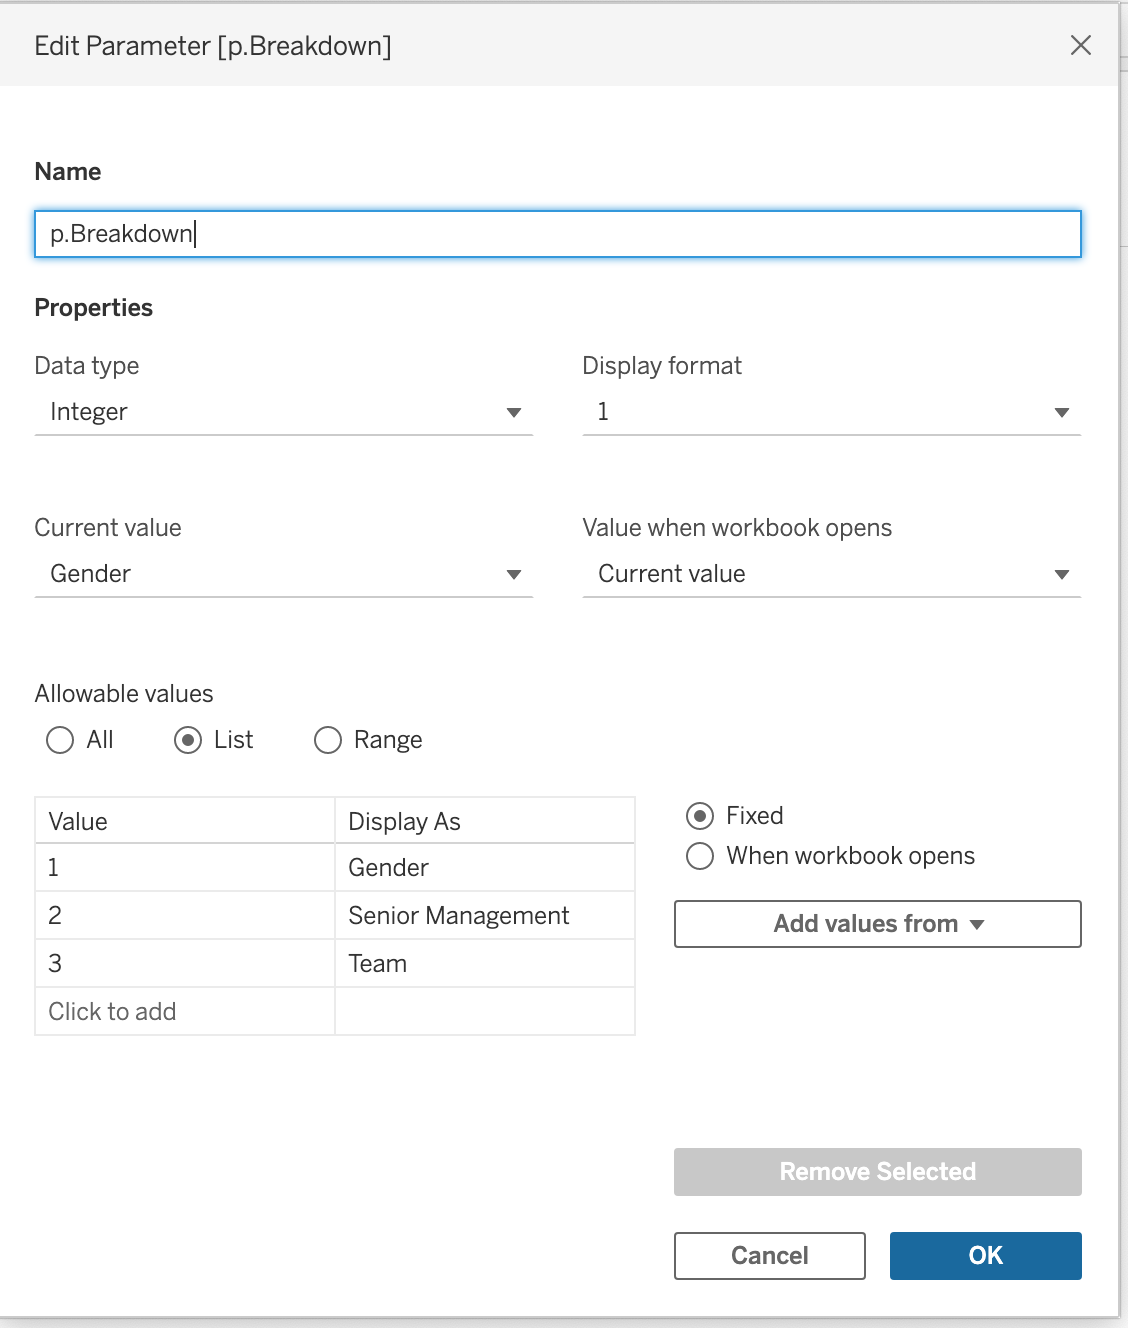 Edit Parameter [p.Breakdown]
Name
p.Breakdown
Properties
Data type
Display format
Integer
1
Current value
Value when workbook opens
Gender
Current value
Allowable values
All List Range
Value Display As
1 Gender
2 Senior Management
3 Team
Click to add
Fixed
When workbook opens
Add values from
Remove Selected
Cancel OK